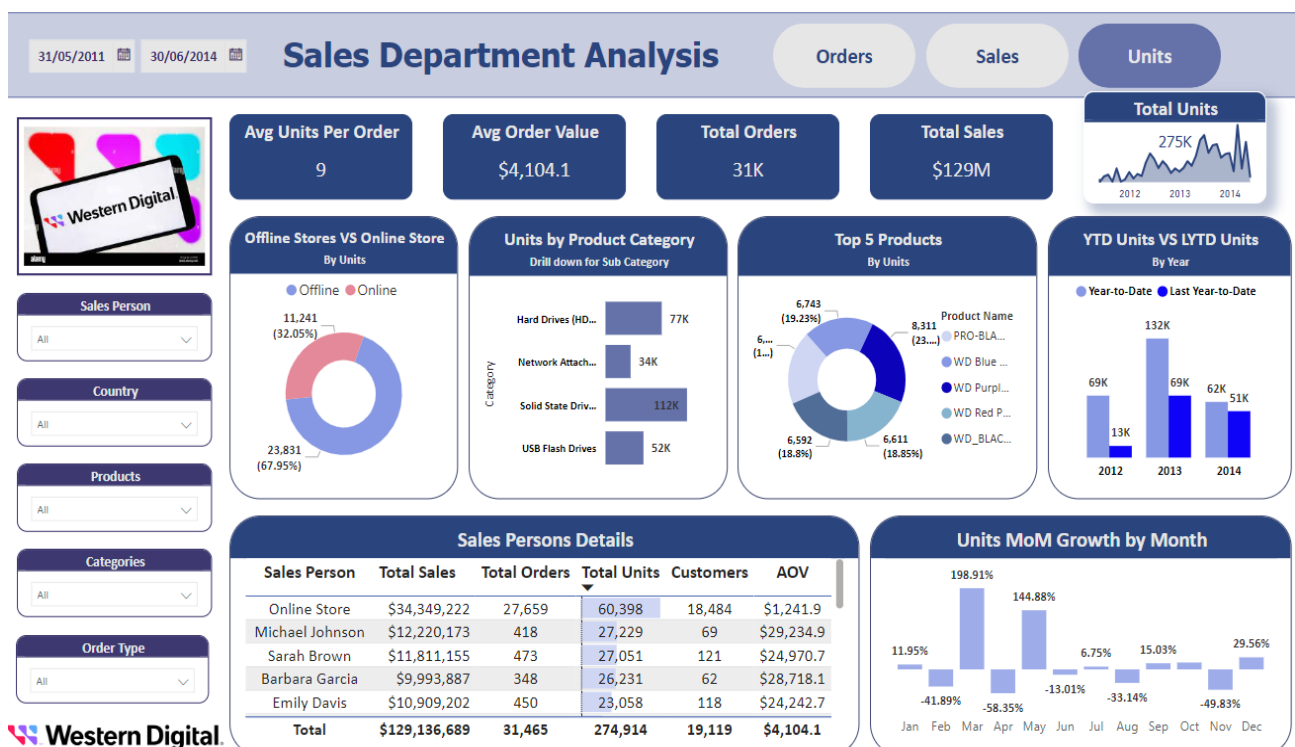 31/05/2011
30/06/2014
Sales Department Analysis
Orders
Sales
Units
Western Digital.
alamy
Avg Units Per Order
9
Avg Order Value
$4,104.1
Total Orders
31K
Total Sales
$129M
Total Units
275K
2012 2013 2014
Sales Person
All
Country
All
Products
All
Categories
All
Order Type
All
Western Digital.
Offline Stores VS Online Store
By Units
Offline Online
11,241
(32.05%)
23,831
(67.95%)
Units by Product Category
Drill down for Sub Category
Category
Hard Drives (HD...
77K
Network Attach...
34K
Solid State Driv...
112K
USB Flash Drives
52K
Top 5 Products
By Units
6,743
(19.23%)
8,311
(23....)
6,...
(1...)
6,592
(18.8%)
6,611
(18.85%)
Product Name
PRO-BLA...
WD Blue ...
WD Purpl...
WD Red P...
WD_BLAC...
YTD Units VS LYTD Units
By Year
Year-to-Date Last Year-to-Date
69K 13K
132K 69K
62K 51K
2012 2013 2014
Sales Persons Details
Sales Person Total Sales Total Orders Total Units Customers AOV
Online Store $34,349,222 27,659 60,398 18,484 $1,241.9
Michael Johnson $12,220,173 418 27,229 69 $29,234.9
Sarah Brown $11,811,155 473 27,051 121 $24,970.7
Barbara Garcia $9,993,887 348 26,231 62 $28,718.1
Emily Davis $10,909,202 450 23,058 118 $24,242.7
Total $129,136,689 31,465 274,914 19,119 $4,104.1
Units MoM Growth by Month
11.95% -41.89% 198.91% -58.35% 144.88% -13.01% 6.75% -33.14% 15.03% -49.83% 29.56%
Jan Feb Mar Apr May Jun Jul Aug Sep Oct Nov Dec